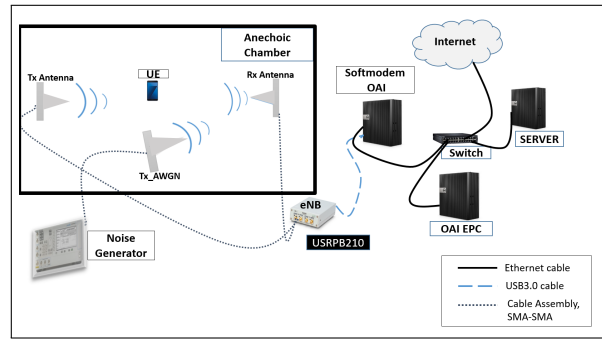 Anechoic
Chamber
Tx Antenna
UE
Rx Antenna
Tx_AWGN
Noise
Generator
eNB
USRPB210
Softmodem
OAI
Internet
Switch
SERVER
OAI EPC
Ethernet cable
USB3.0 cable
Cable Assembly,
SMA-SMA